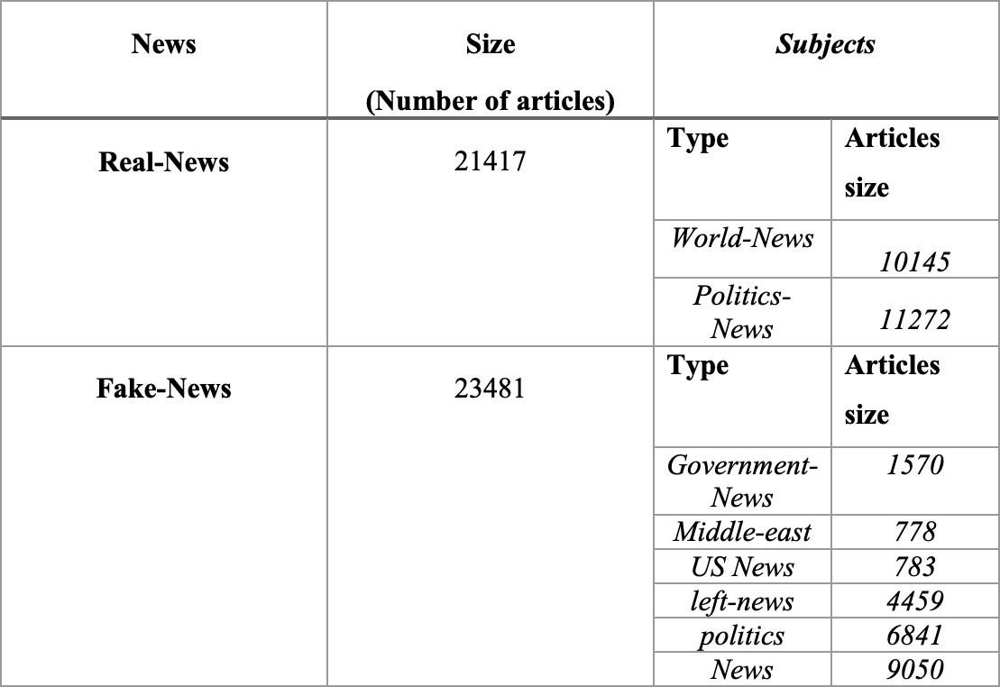 News Size Subjects
(Number of articles)
Real-News 21417 Type Articles
size
World-News
10145
Politics-
News 11272
Fake-News 23481 Type Articles
size
Government- 1570
News
Middle-east 778
US News 783
left-news 4459
politics 6841
News 9050